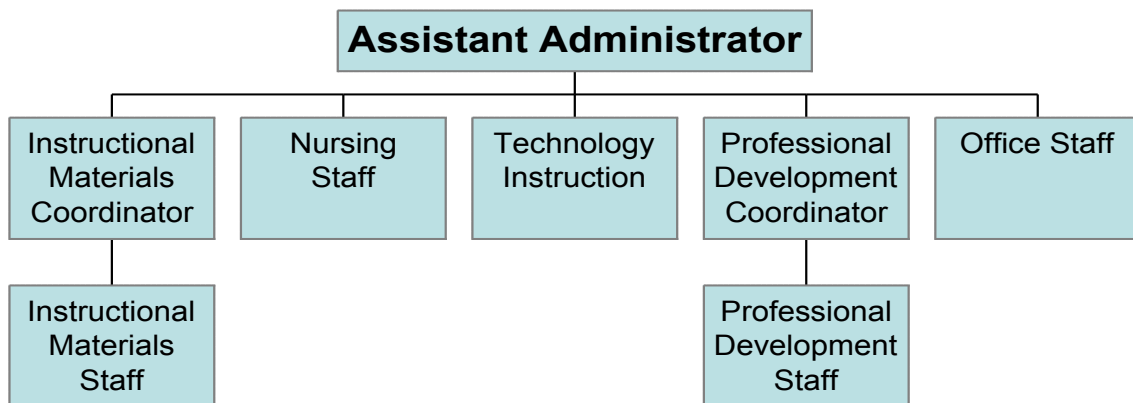 Assistant Administrator
Instructional
Materials
Coordinator
Nursing
Staff
Technology
Instruction
Professional
Development
Coordinator
Office Staff
Instructional
Materials
Staff
Professional
Development
Staff